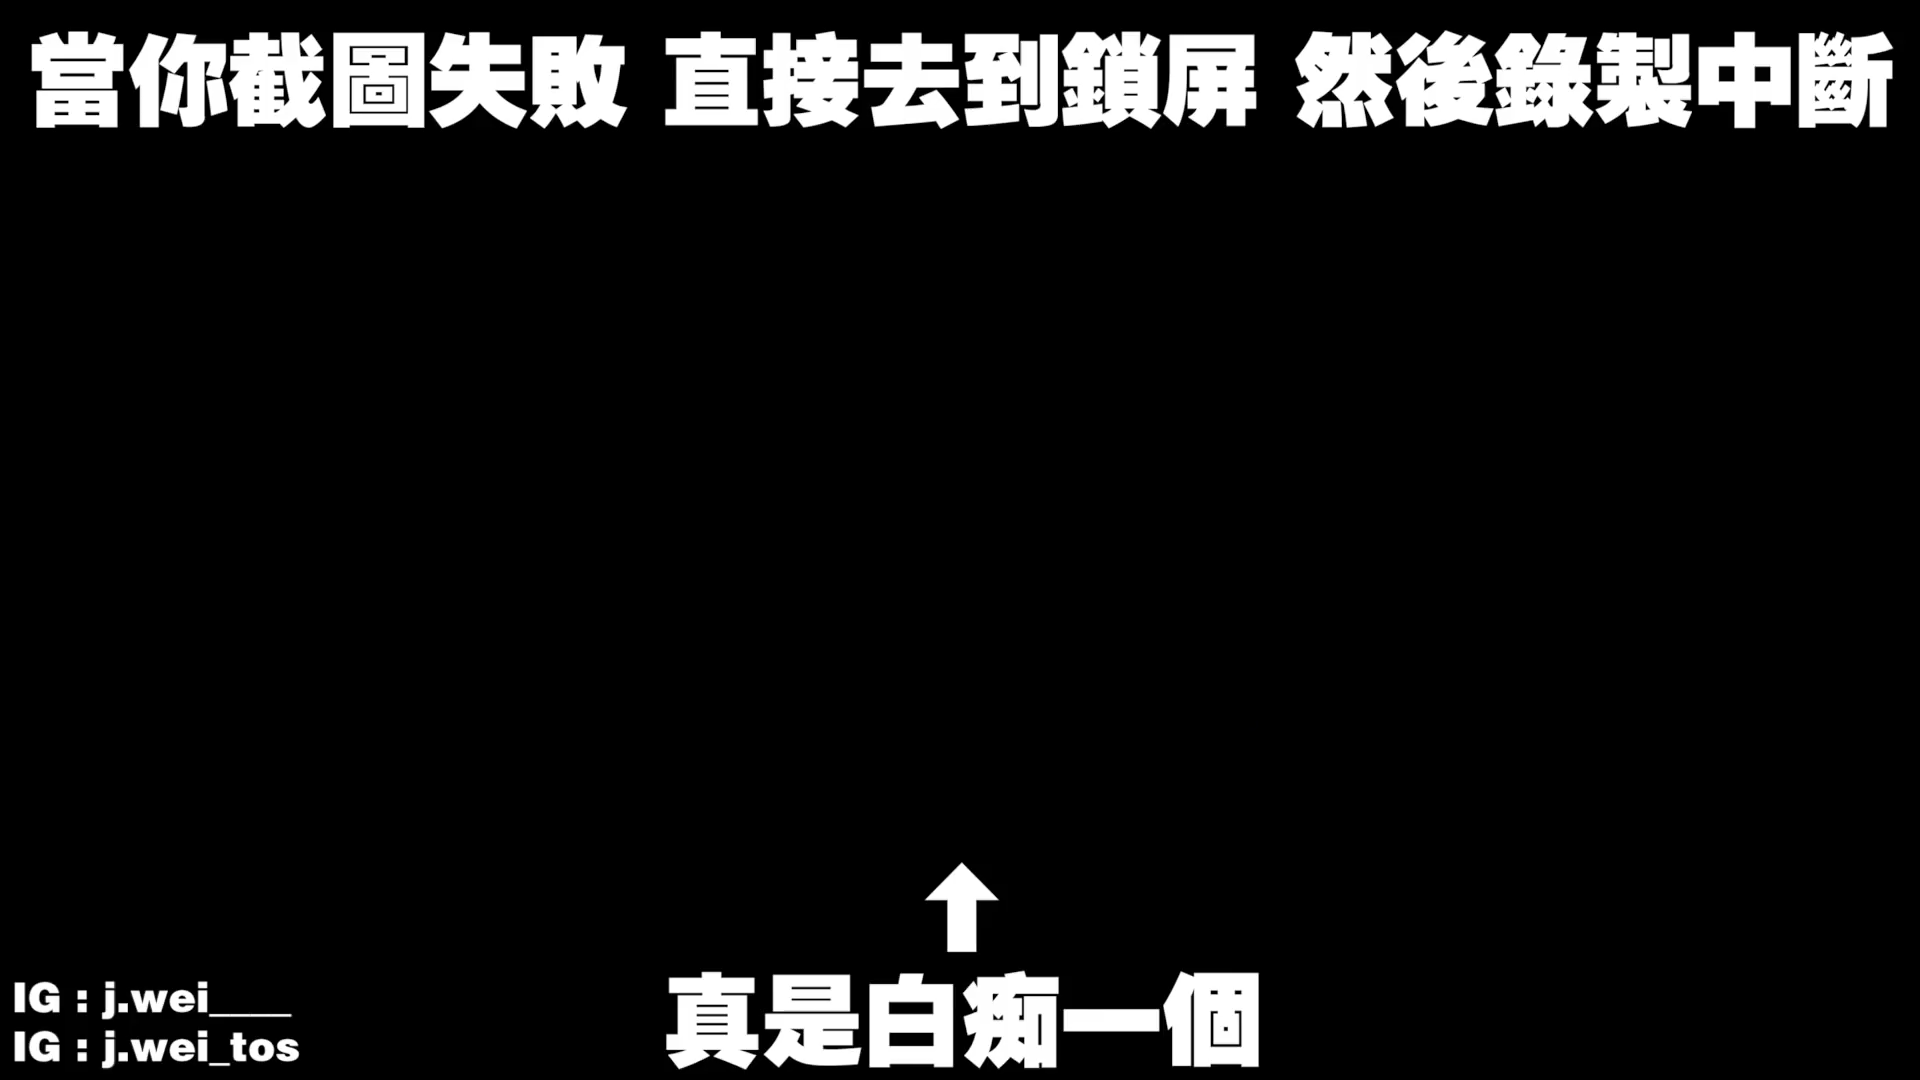 當你截圖失敗 直接去到鎖屏 然後錄製中斷
真是白痴一個
IG : j.wei____
IG : j.wei_tos